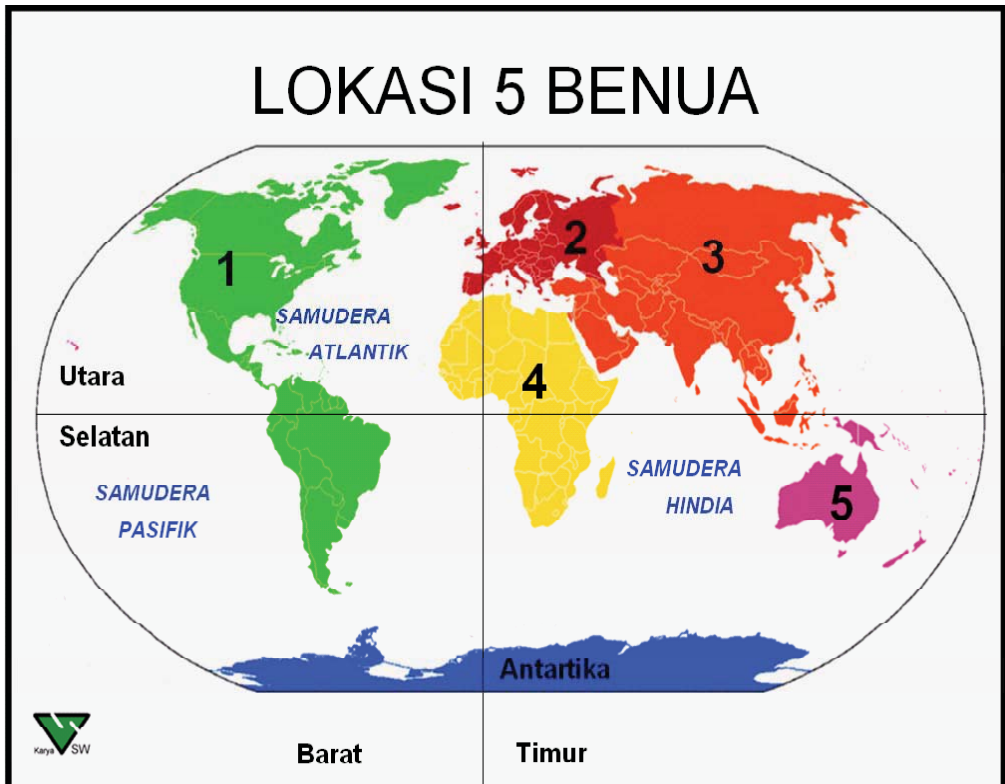 LOKASI 5 BENUA
1
2
3
SAMUDERA
ATLANTIK
Utara
4
Selatan
SAMUDERA
PASIFIK
SAMUDERA
HINDIA
5
Antartika
Karya SW
Barat
Timur